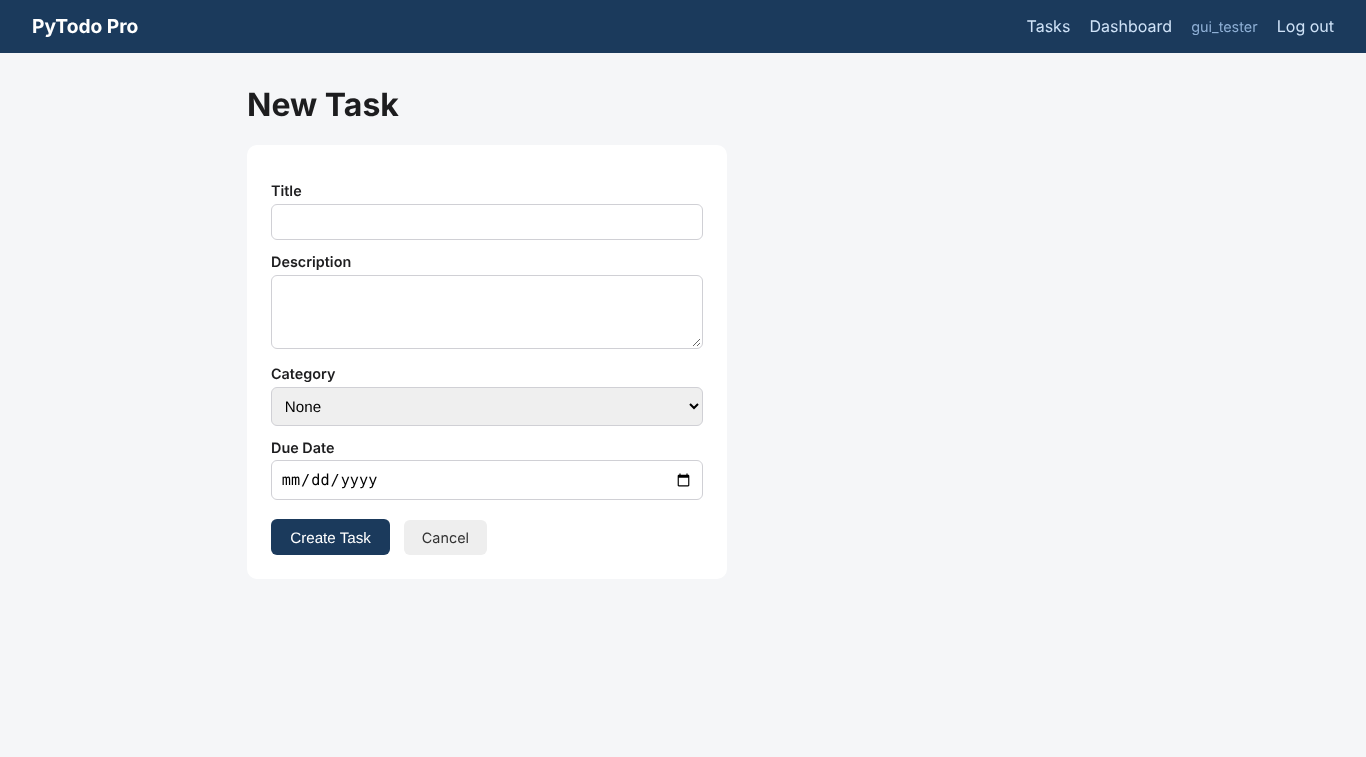 PyTodo Pro Tasks Dashboard gui_tester Log out
New Task
Title
Description
Category
None
Due Date
mm/dd/yyyy
Create Task Cancel